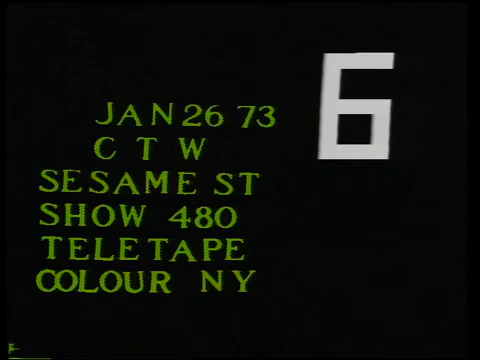 6
JAN 26 73
C T W
SESAME ST
SHOW 480
TELETAPE
COLOUR NY